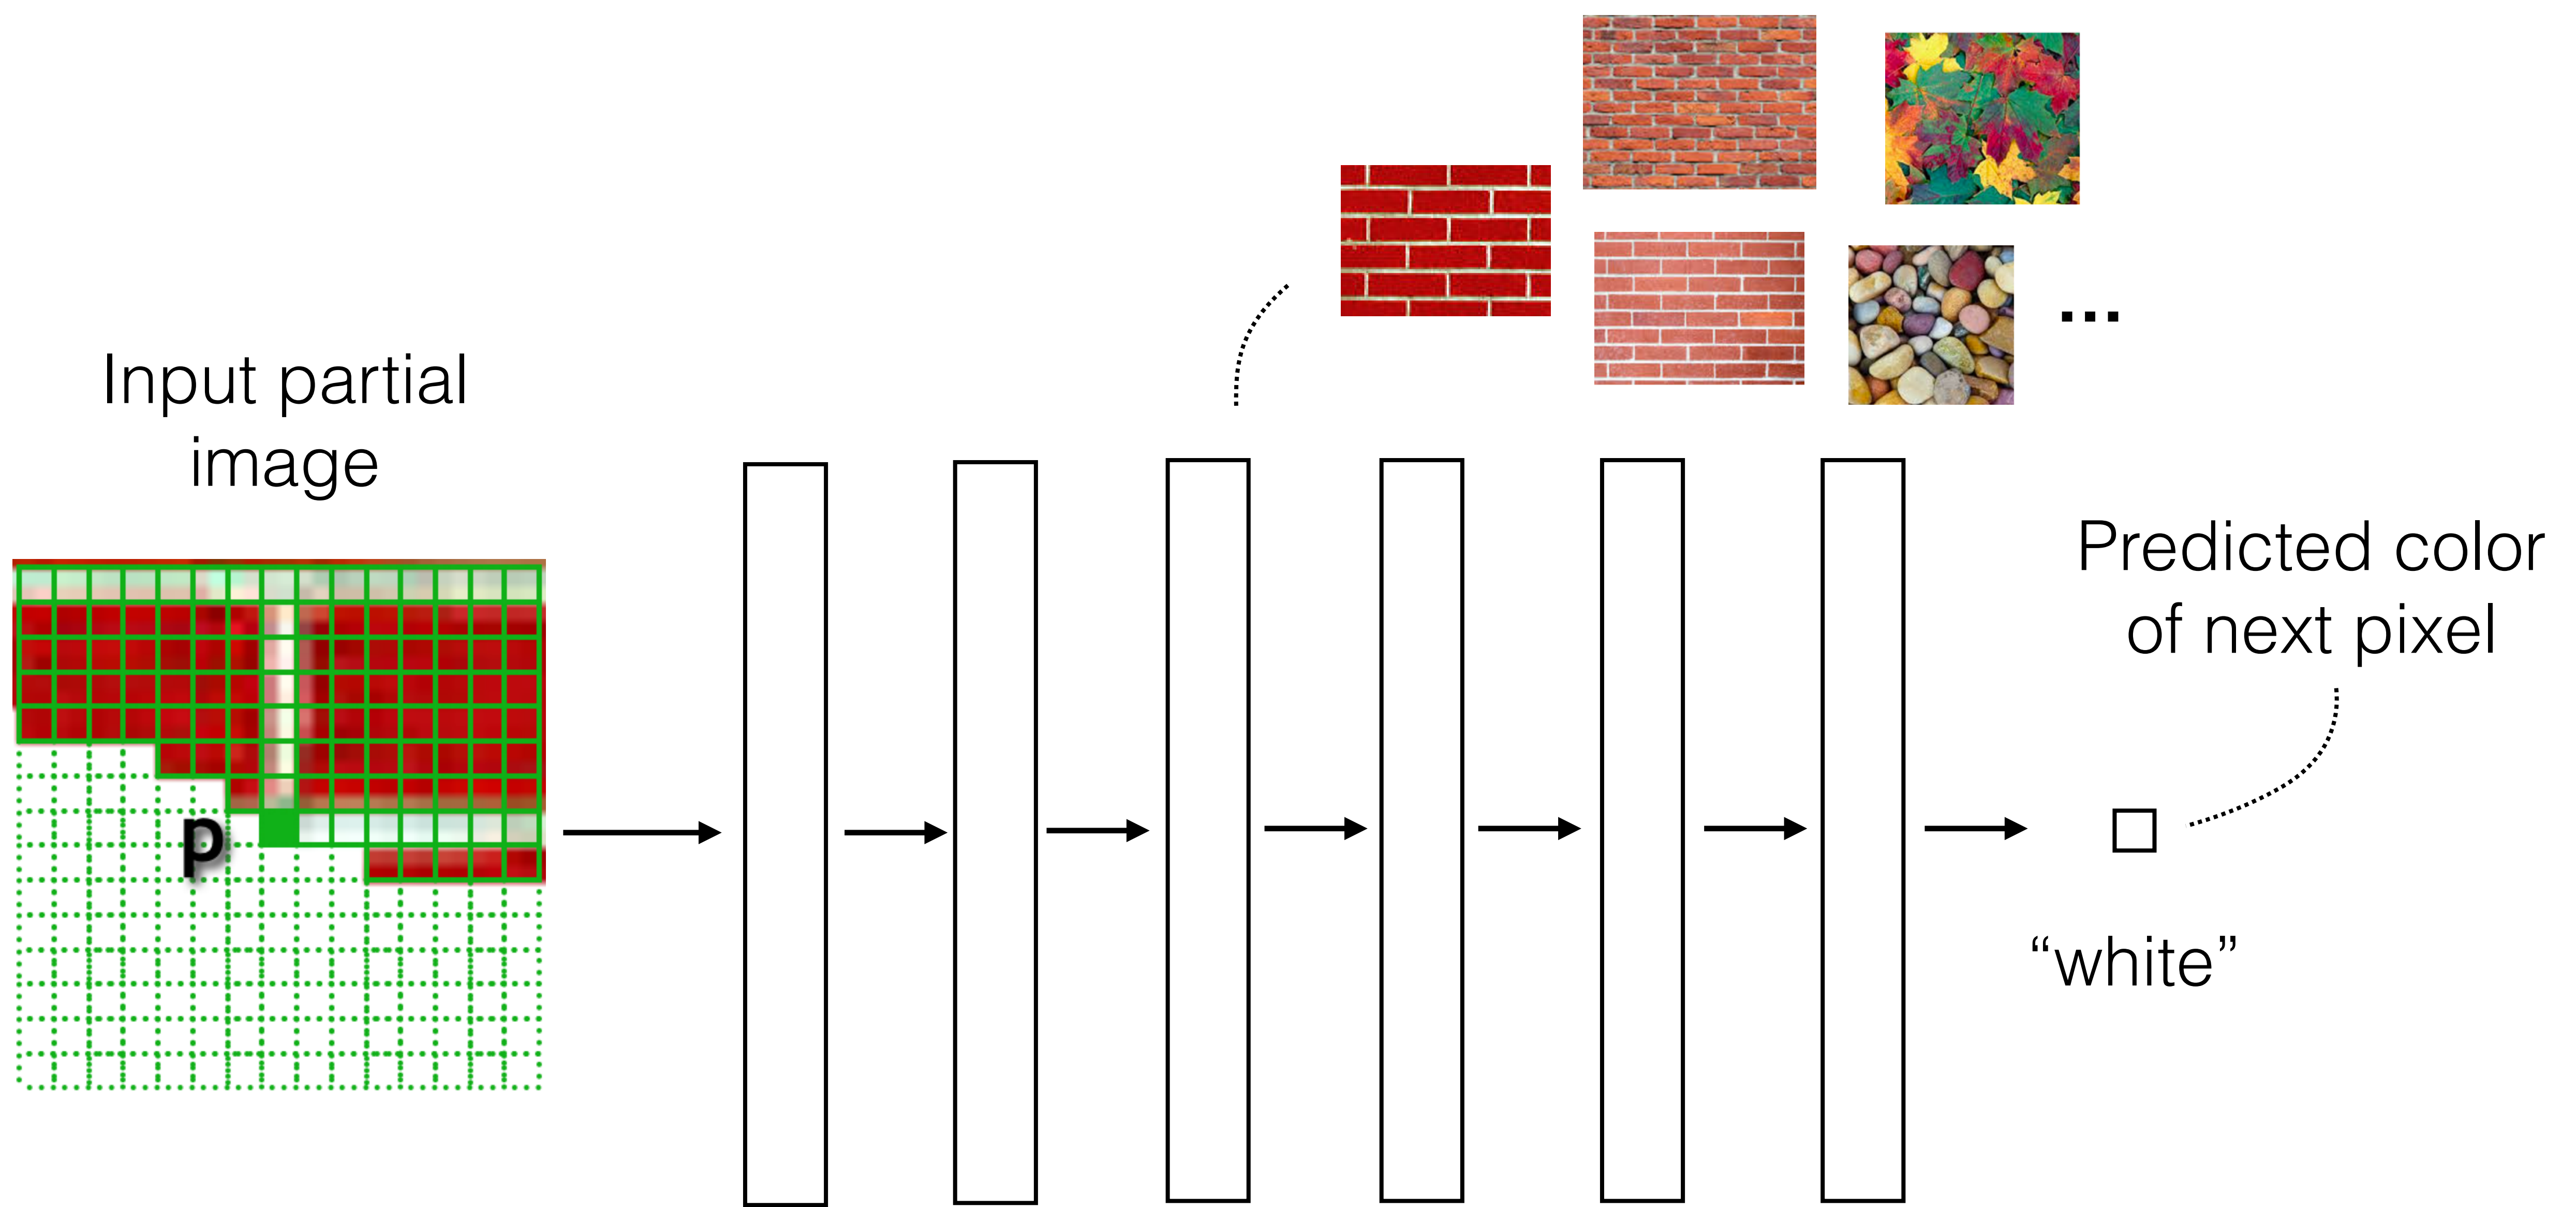 Input partial
image
p
...
Predicted color
of next pixel
“white”